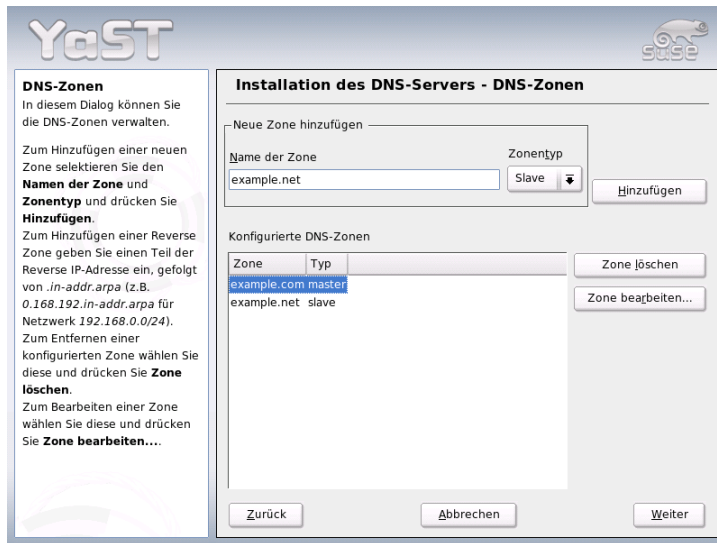 YaST
SUSE
DNS-Zonen
In diesem Dialog können Sie
die DNS-Zonen verwalten.
Zum Hinzufügen einer neuen
Zone selektieren Sie den
Namen der Zone und
Zonentyp und drücken Sie
Hinzufügen.
Zum Hinzufügen einer Reverse
Zone geben Sie einen Teil der
Reverse IP-Adresse ein, gefolgt
von .in-addr.arpa (z.B.
0.168.192.in-addr.arpa für
Netzwerk 192.168.0.0/24).
Zum Entfernen einer
konfigurierten Zone wählen Sie
diese und drücken Sie Zone
löschen.
Zum Bearbeiten einer Zone
wählen Sie diese und drücken
Sie Zone bearbeiten....
Installation des DNS-Servers - DNS-Zonen
Neue Zone hinzufügen
Name der Zone Zonentyp
example.net Slave
Hinzufügen
Konfigurierte DNS-Zonen
Zone Typ
example.com master
example.net slave
Zone löschen
Zone bearbeiten...
Zurück Abbrechen Weiter